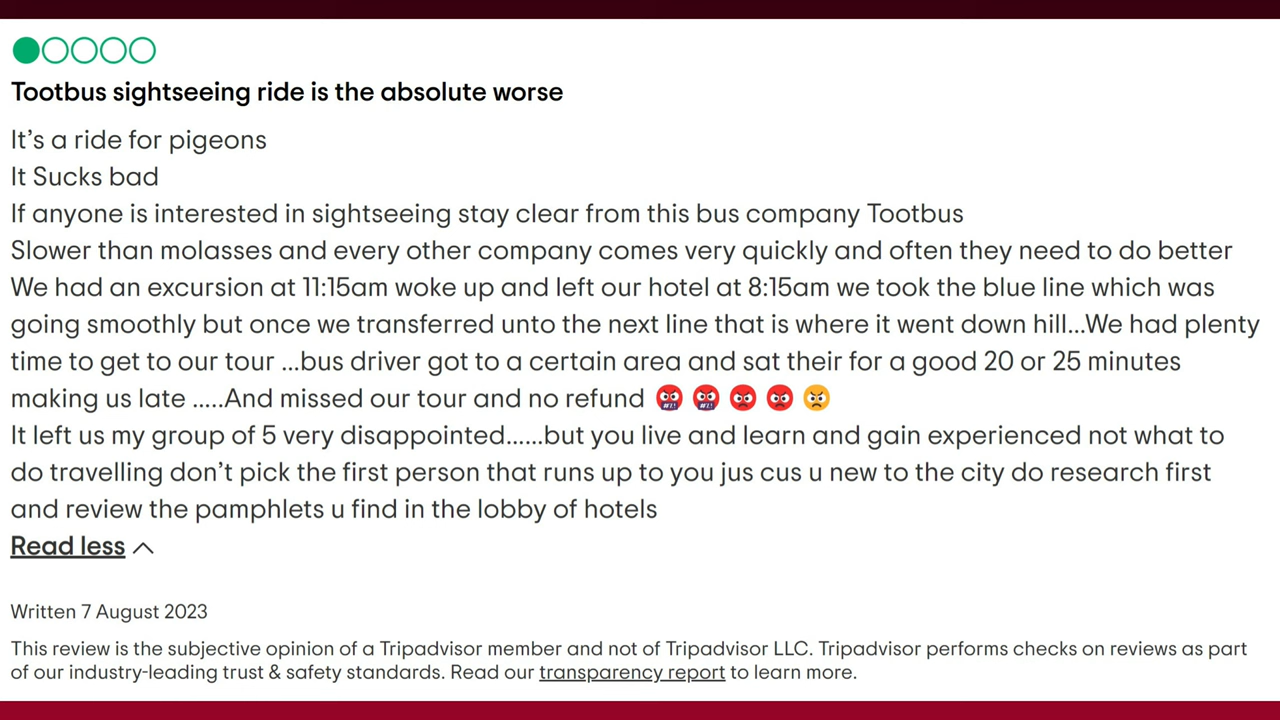 Tootbus sightseeing ride is the absolute worse
It's a ride for pigeons
It Sucks bad
If anyone is interested in sightseeing stay clear from this bus company Tootbus
Slower than molasses and every other company comes very quickly and often they need to do better
We had an excursion at 11:15am woke up and left our hotel at 8:15am we took the blue line which was
going smoothly but once we transferred unto the next line that is where it went down hill...We had plenty
time to get to our tour ...bus driver got to a certain area and sat their for a good 20 or 25 minutes
making us late .....And missed our tour and no refund 🤬 🤬 😡 😡 😠
It left us my group of 5 very disappointed......but you live and learn and gain experienced not what to
do travelling don't pick the first person that runs up to you jus cus u new to the city do research first
and review the pamphlets u find in the lobby of hotels
Read less
Written 7 August 2023
This review is the subjective opinion of a Tripadvisor member and not of Tripadvisor LLC. Tripadvisor performs checks on reviews as part
of our industry-leading trust & safety standards. Read our transparency report to learn more.